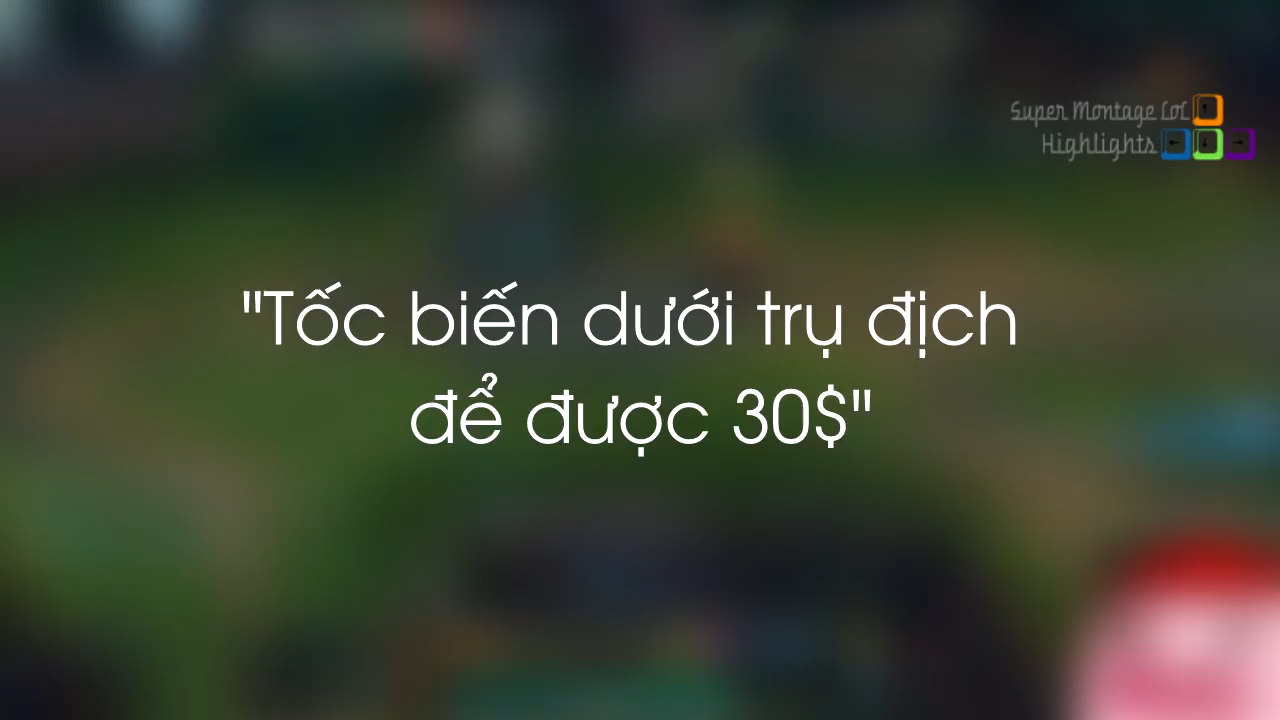 Super Montage LoL
Highlights
"Tốc biến dưới trụ địch
để được 30$"